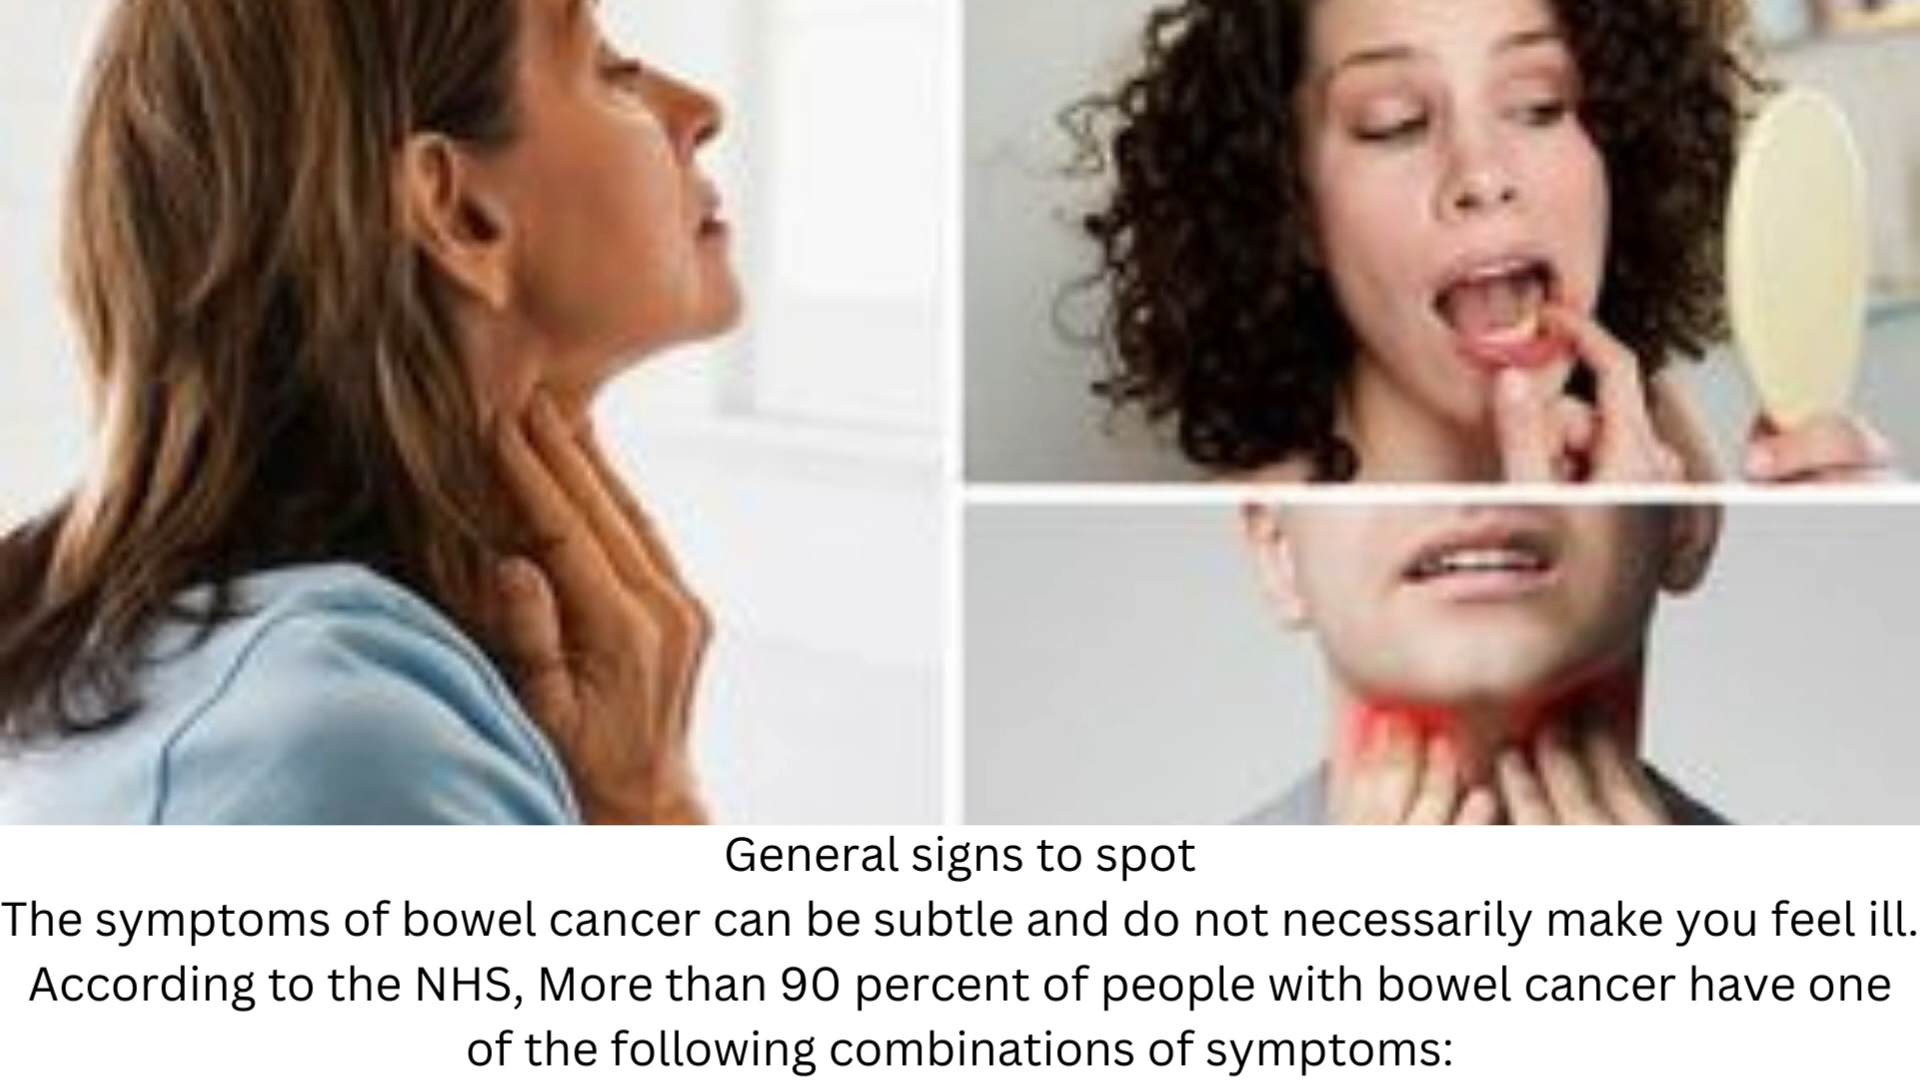 General signs to spot
The symptoms of bowel cancer can be subtle and do not necessarily make you feel ill.
According to the NHS, More than 90 percent of people with bowel cancer have one
of the following combinations of symptoms: